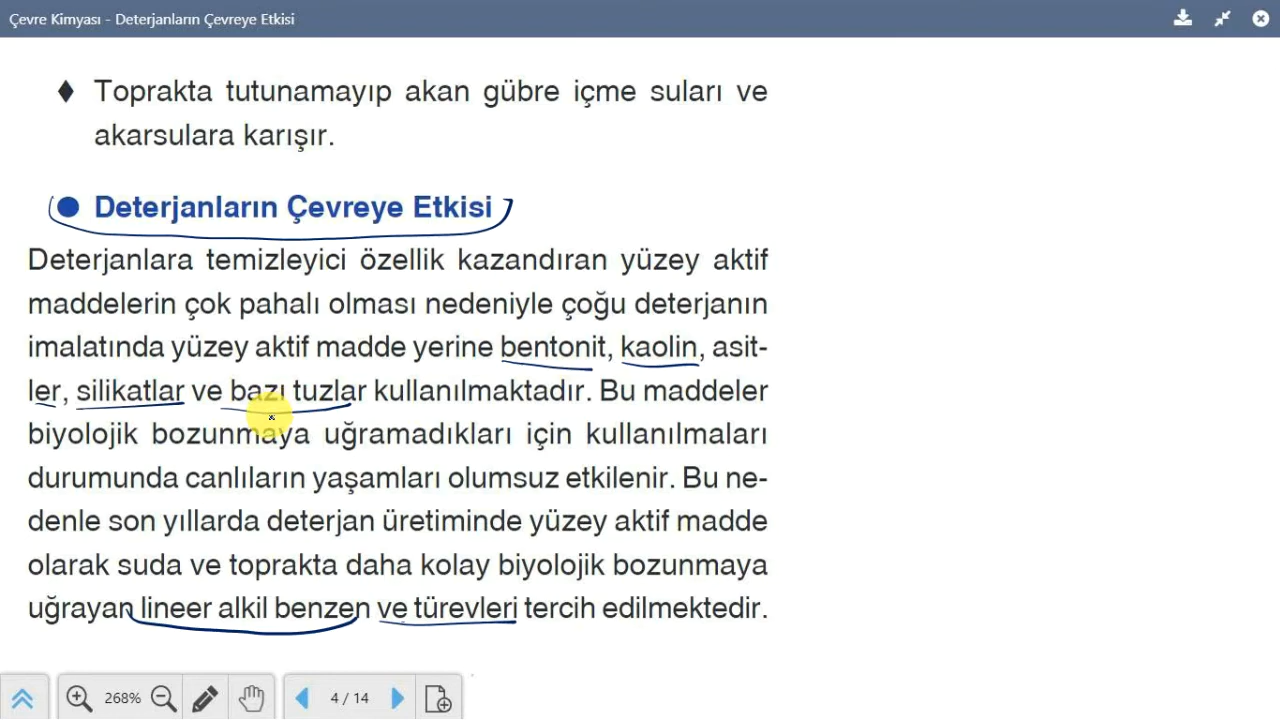 Çevre Kimyası - Deterjanların Çevreye Etkisi
Toprakta tutunamayıp akan gübre içme suları ve
akarsulara karışır.
Deterjanların Çevreye Etkisi
Deterjanlara temizleyici özellik kazandıran yüzey aktif
maddelerin çok pahalı olması nedeniyle çoğu deterjanın
imalatında yüzey aktif madde yerine bentonit, kaolin, asit-
ler, silikatlar ve bazı tuzlar kullanılmaktadır. Bu maddeler
biyolojik bozunmaya uğramadıkları için kullanılmaları
durumunda canlıların yaşamları olumsuz etkilenir. Bu ne-
denle son yıllarda deterjan üretiminde yüzey aktif madde
olarak suda ve toprakta daha kolay biyolojik bozunmaya
uğrayan lineer alkil benzen ve türevleri tercih edilmektedir.
268%
4 / 14